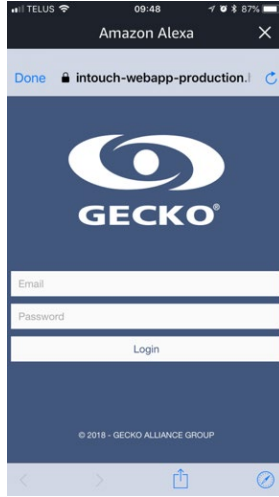 TELUS 09:48 87%
Amazon Alexa
Done intouch-webapp-production.
GECKO®
Email
Password
Login
© 2018 - GECKO ALLIANCE GROUP